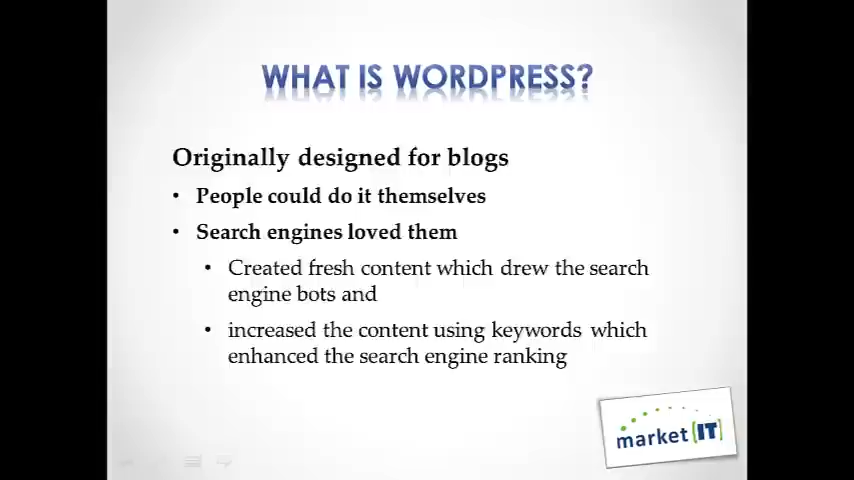 WHAT IS WORDPRESS?
Originally designed for blogs
• People could do it themselves
• Search engines loved them
• Created fresh content which drew the search
engine bots and
• increased the content using keywords which
enhanced the search engine ranking
market [IT]